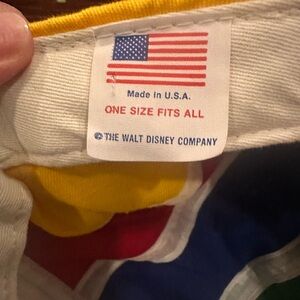 Made in U.S.A.
ONE SIZE FITS ALL
© THE WALT DISNEY COMPANY